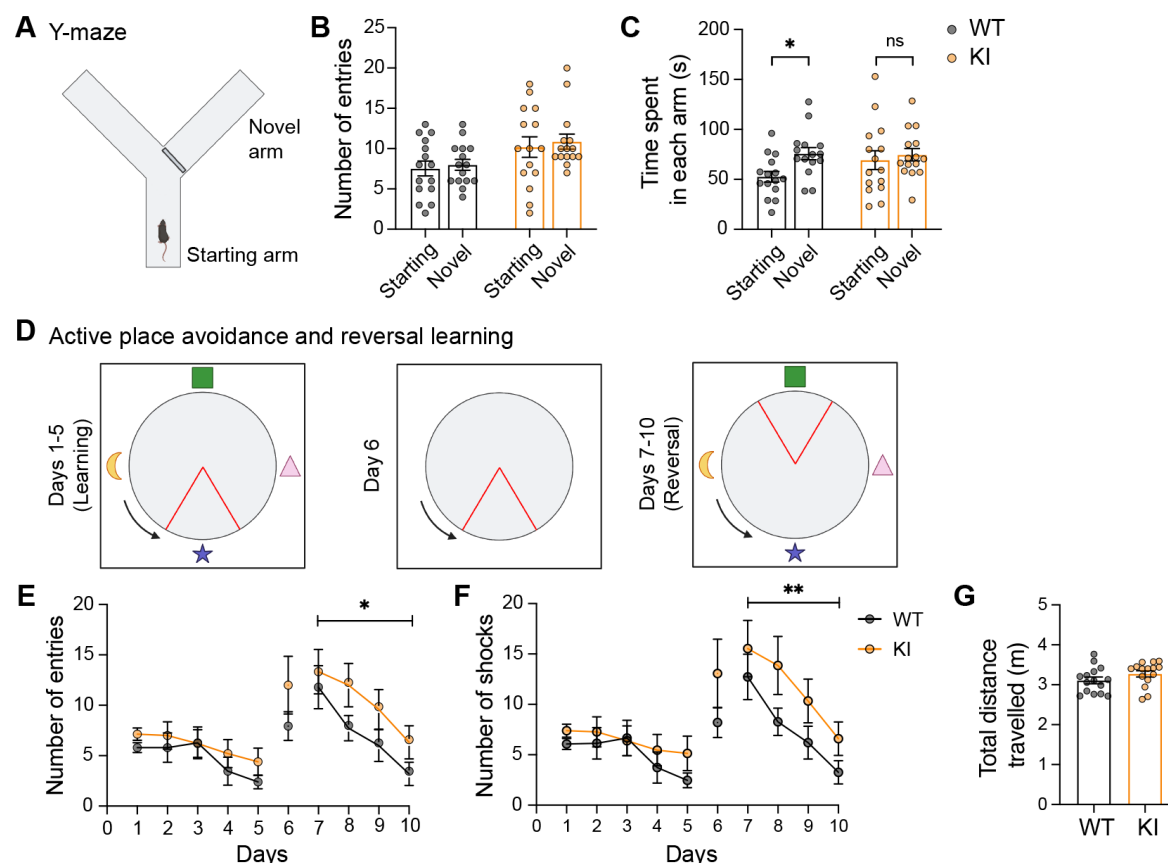 A Y-maze
Novel
arm
Starting arm
B
Number of entries
25
20
15
10
5
0
Starting
Novel
Starting
Novel
C
Time spent
in each arm (s)
200
150
100
50
0
*
ns
Starting
Novel
Starting
Novel
WT
KI
D Active place avoidance and reversal learning
Days 1-5
(Learning)
Day 6
Days 7-10
(Reversal)
E
Number of entries
20
15
10
5
0
*
0 1 2 3 4 5 6 7 8 9 10
Days
F
Number of shocks
20
15
10
5
0
**
0 1 2 3 4 5 6 7 8 9 10
Days
WT
KI
G
Total distance
travelled (m)
5
4
3
2
1
0
WT KI